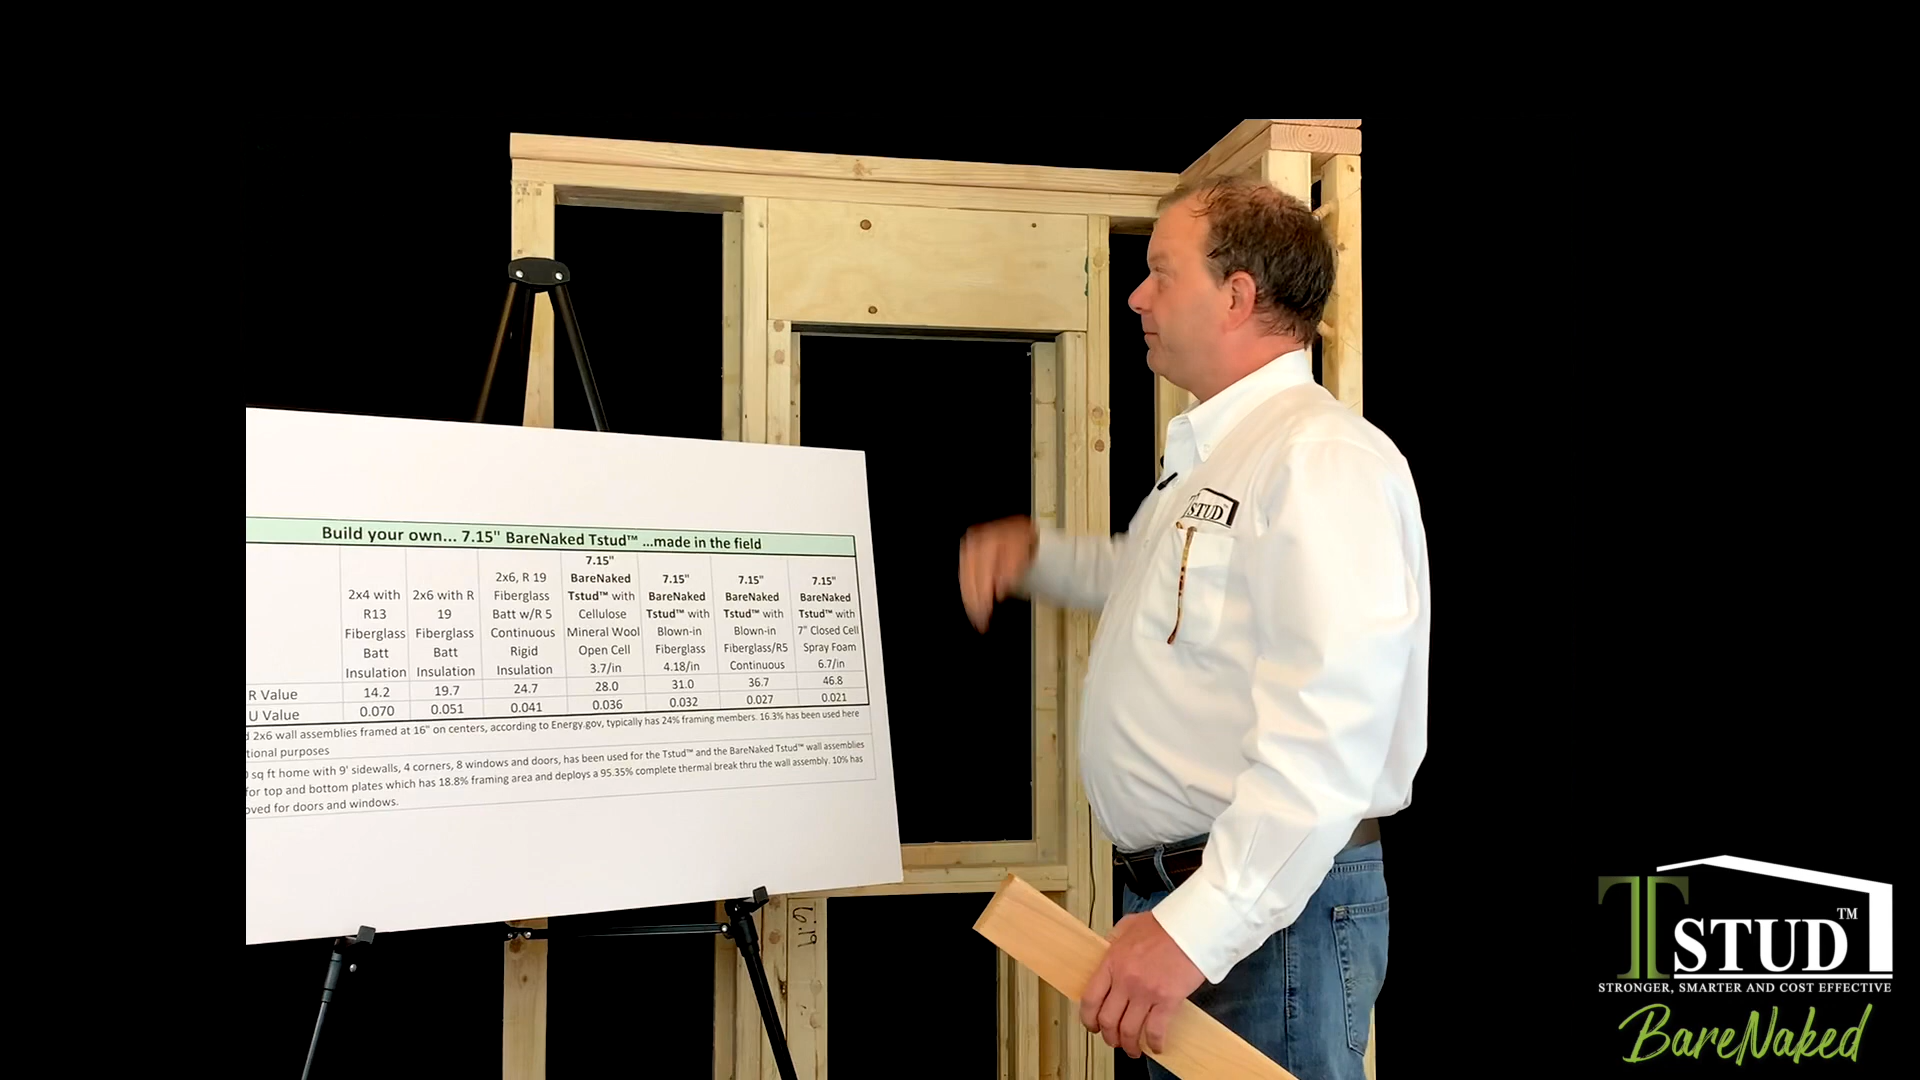 Build your own... 7.15" BareNaked Tstud™ ...made in the field
2x4 with
R13
Fiberglass
Batt
Insulation
2x6 with R
19
Fiberglass
Batt
Insulation
2x6, R 19
Fiberglass
Batt w/R 5
Continuous
Rigid
Insulation
7.15"
BareNaked
Tstud™ with
Cellulose
Mineral Wool
Open Cell
3.7/in
7.15"
BareNaked
Tstud™ with
Blown-in
Fiberglass
4.18/in
7.15"
BareNaked
Tstud™ with
Blown-in
Fiberglass/R5
Continuous
7.15"
BareNaked
Tstud™ with
7" Closed Cell
Spray Foam
6.7/in
R Value 14.2 19.7 24.7 28.0 31.0 36.7 46.8
U Value 0.070 0.051 0.041 0.036 0.032 0.027 0.021
2x6 wall assemblies framed at 16" on centers, according to Energy.gov, typically has 24% framing members. 16.3% has been used here
tional purposes
sq ft home with 9' sidewalls, 4 corners, 8 windows and doors, has been used for the Tstud™ and the BareNaked Tstud™ wall assemblies
for top and bottom plates which has 18.8% framing area and deploys a 95.35% complete thermal break thru the wall assembly. 10% has
oved for doors and windows.
TSTUD
6.19
TSTUD™
STRONGER, SMARTER AND COST EFFECTIVE
BareNaked